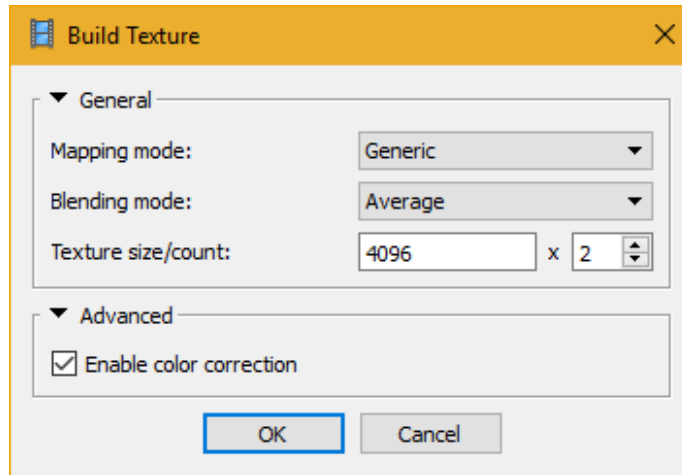 Build Texture
General
Mapping mode: Generic
Blending mode: Average
Texture size/count: 4096 x 2
Advanced
Enable color correction
OK Cancel